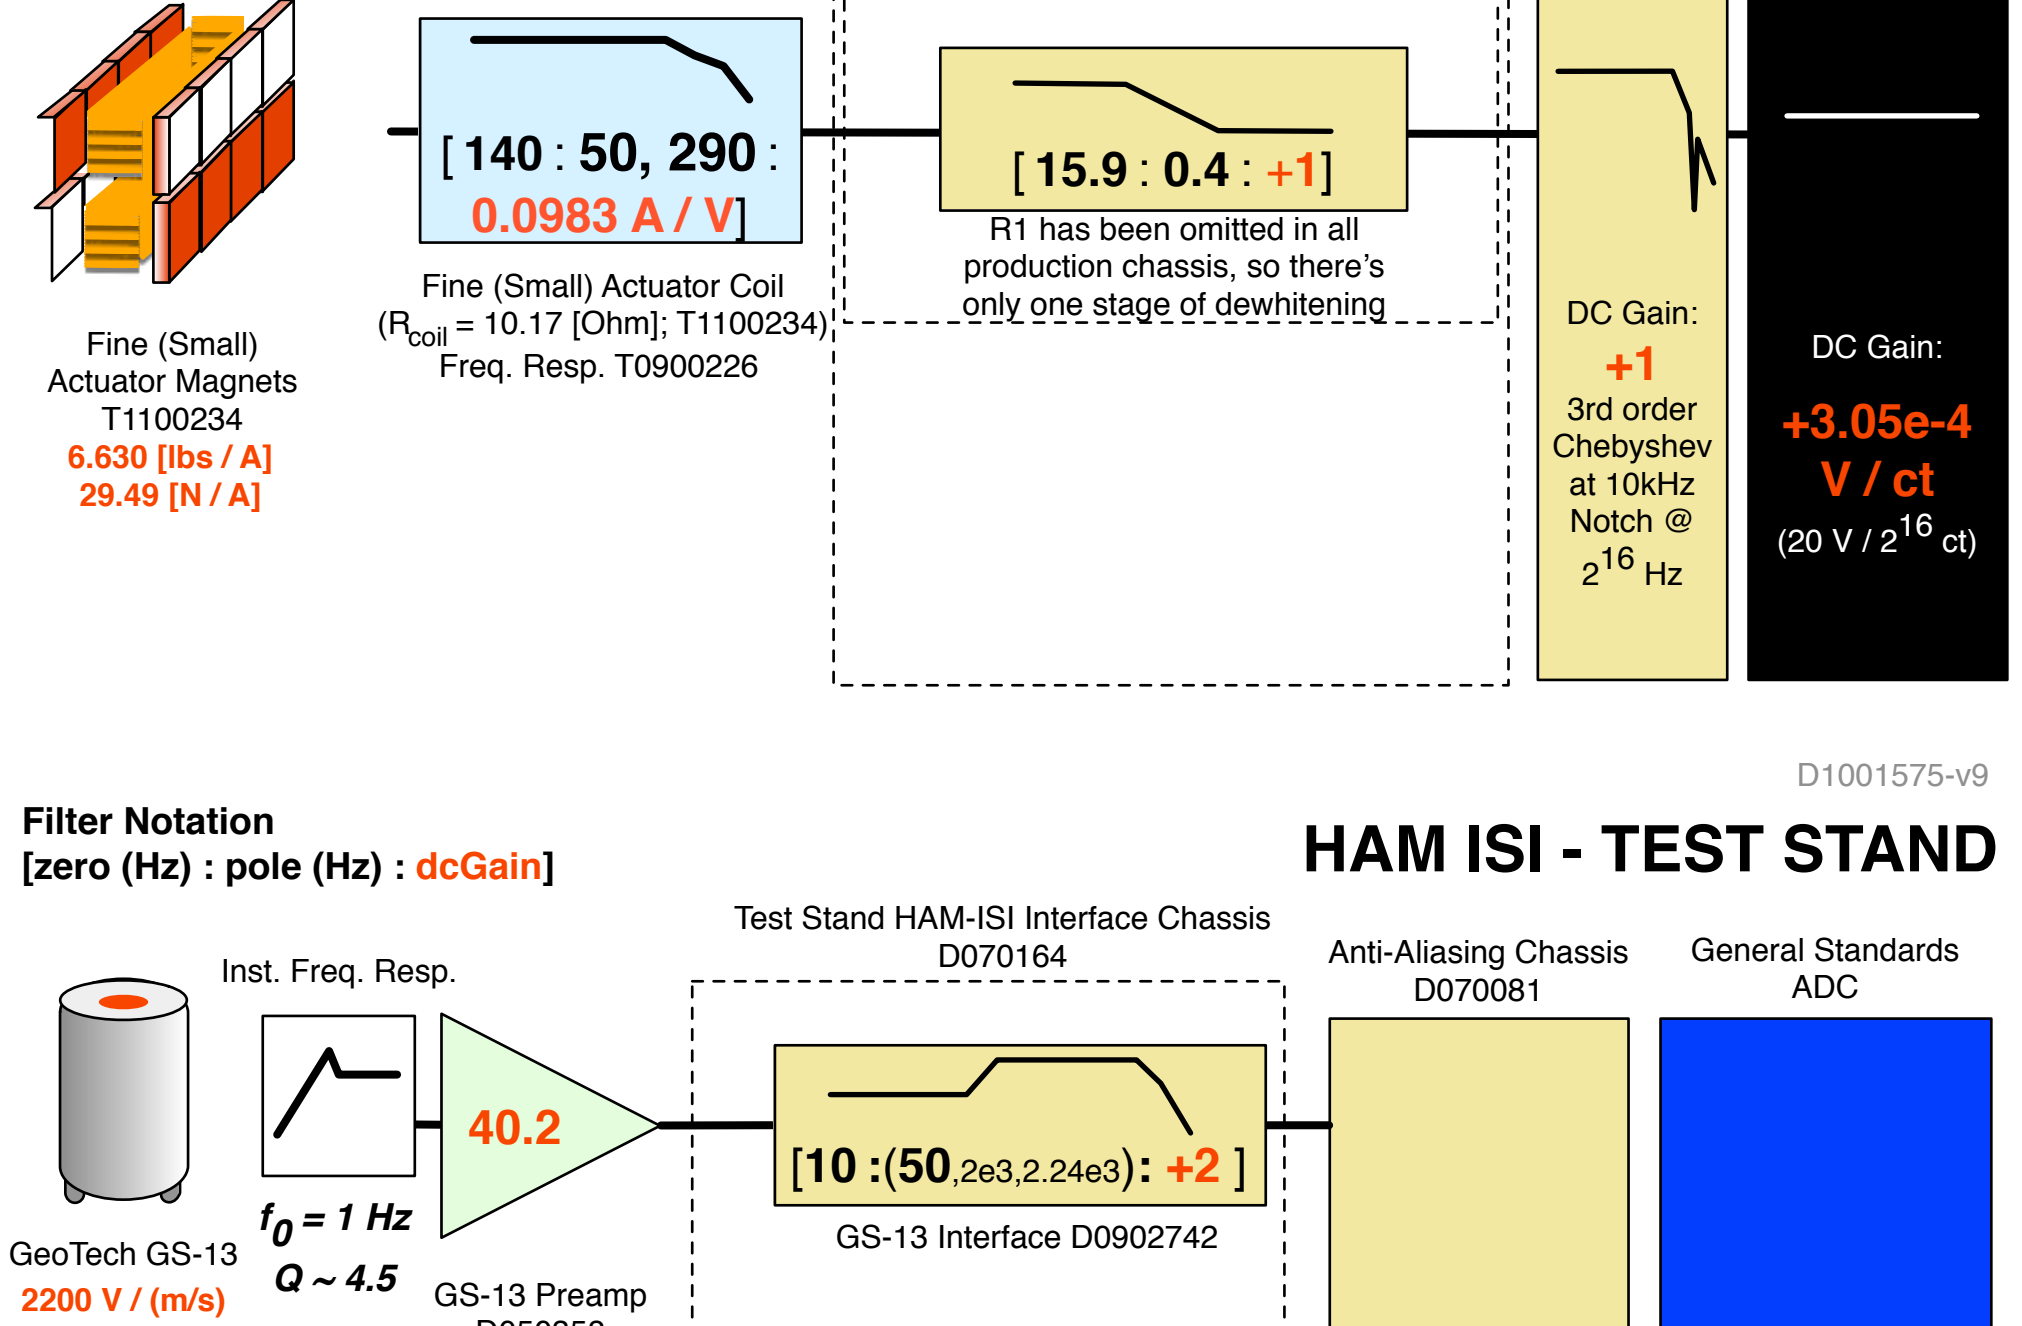 [ 140 : 50, 290 :
0.0983 A / V]
Fine (Small) Actuator Coil
(Rcoil = 10.17 [Ohm]; T1100234)
Freq. Resp. T0900226
Fine (Small)
Actuator Magnets
T1100234
6.630 [lbs / A]
29.49 [N / A]
[ 15.9 : 0.4 : +1]
R1 has been omitted in all
production chassis, so there’s
only one stage of dewhitening
DC Gain:
+1
3rd order
Chebyshev
at 10kHz
Notch @
2^16 Hz
DC Gain:
+3.05e-4
V / ct
(20 V / 2^16 ct)
D1001575-v9
Filter Notation
[zero (Hz) : pole (Hz) : dcGain]
HAM ISI - TEST STAND
Inst. Freq. Resp.
Test Stand HAM-ISI Interface Chassis
D070164
Anti-Aliasing Chassis
D070081
General Standards
ADC
40.2
[10 :(50,2e3,2.24e3): +2 ]
GS-13 Interface D0902742
f0 = 1 Hz
Q ~ 4.5
GeoTech GS-13
2200 V / (m/s)
GS-13 Preamp